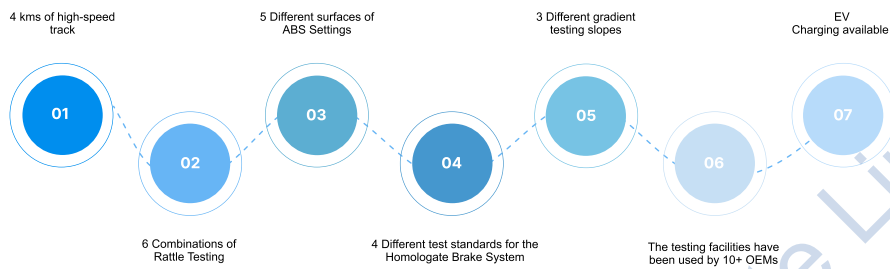 4 kms of high-speed
track
5 Different surfaces of
ABS Settings
3 Different gradient
testing slopes
EV
Charging available
01
02
03
04
05
06
07
6 Combinations of
Rattle Testing
4 Different test standards for the
Homologate Brake System
The testing facilities have
been used by 10+ OEMs